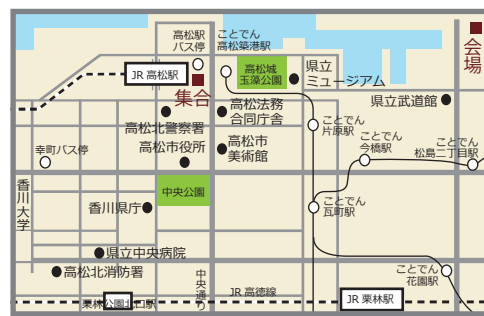 高松駅
バス停
ことでん
高松築港駅
会場
JR 高松駅
高松城
玉藻公園
県立
ミュージアム
集合
県立武道館
高松法務
合同庁舎
高松北警察署
ことでん
片原駅
高松市役所
高松市
美術館
幸町バス停
ことでん
今橋駅
ことでん
松島二丁目駅
香川大学
中央公園
香川県庁
ことでん
瓦町駅
県立中央病院
高松北消防署
中央通り
JR 高徳線
ことでん
花園駅
栗林公園北口駅
JR 栗林駅